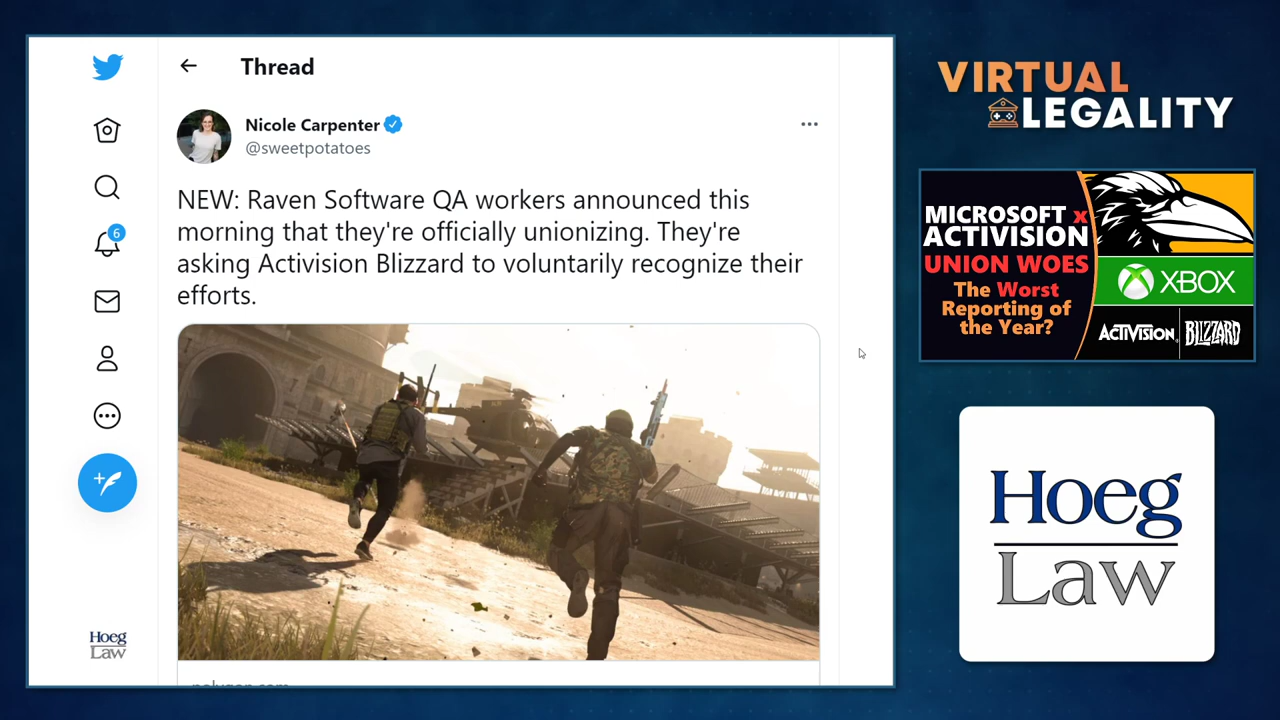 Thread
Nicole Carpenter
@sweetpotatoes
NEW: Raven Software QA workers announced this
morning that they're officially unionizing. They're
asking Activision Blizzard to voluntarily recognize their
efforts.
6
Hoeg
Law
VIRTUAL
LEGALITY
MICROSOFT x
ACTIVISION
UNION WOES
The Worst
Reporting of
the Year?
XBOX
ACTIVISION
BLIZZARD
Hoeg
Law